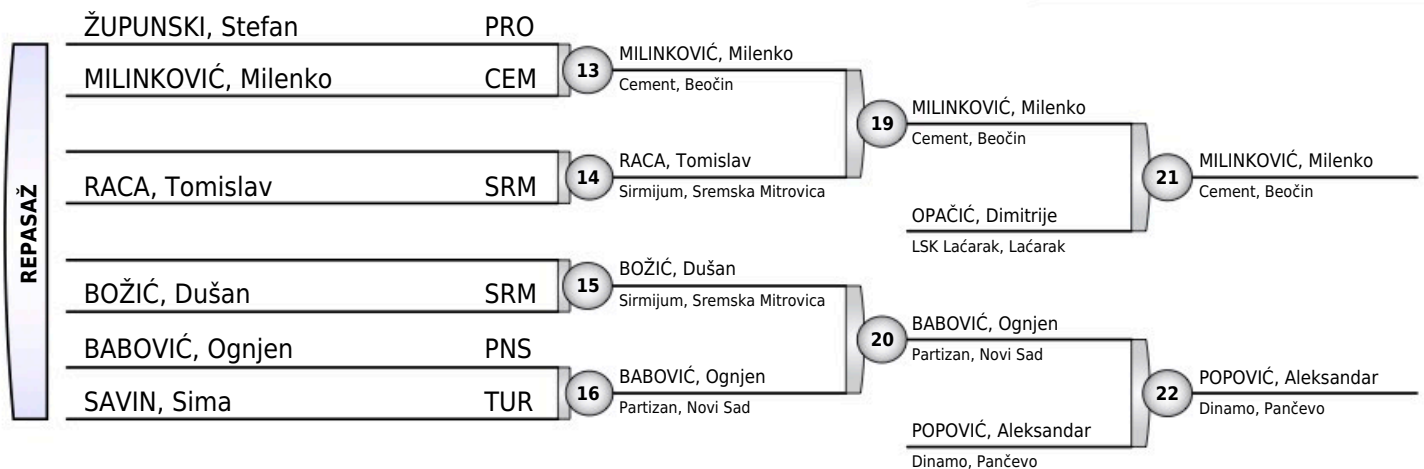 REPASAŽ
ŽUPUNSKI, Stefan PRO
MILINKOVIĆ, Milenko CEM
RACA, Tomislav SRM
BOŽIĆ, Dušan SRM
BABOVIĆ, Ognjen PNS
SAVIN, Sima TUR
13
MILINKOVIĆ, Milenko
Cement, Beočin
14
RACA, Tomislav
Sirmijum, Sremska Mitrovica
15
BOŽIĆ, Dušan
Sirmijum, Sremska Mitrovica
16
BABOVIĆ, Ognjen
Partizan, Novi Sad
19
MILINKOVIĆ, Milenko
Cement, Beočin
OPAČIĆ, Dimitrije
LSK Laćarak, Laćarak
20
BABOVIĆ, Ognjen
Partizan, Novi Sad
POPOVIĆ, Aleksandar
Dinamo, Pančevo
21
MILINKOVIĆ, Milenko
Cement, Beočin
22
POPOVIĆ, Aleksandar
Dinamo, Pančevo